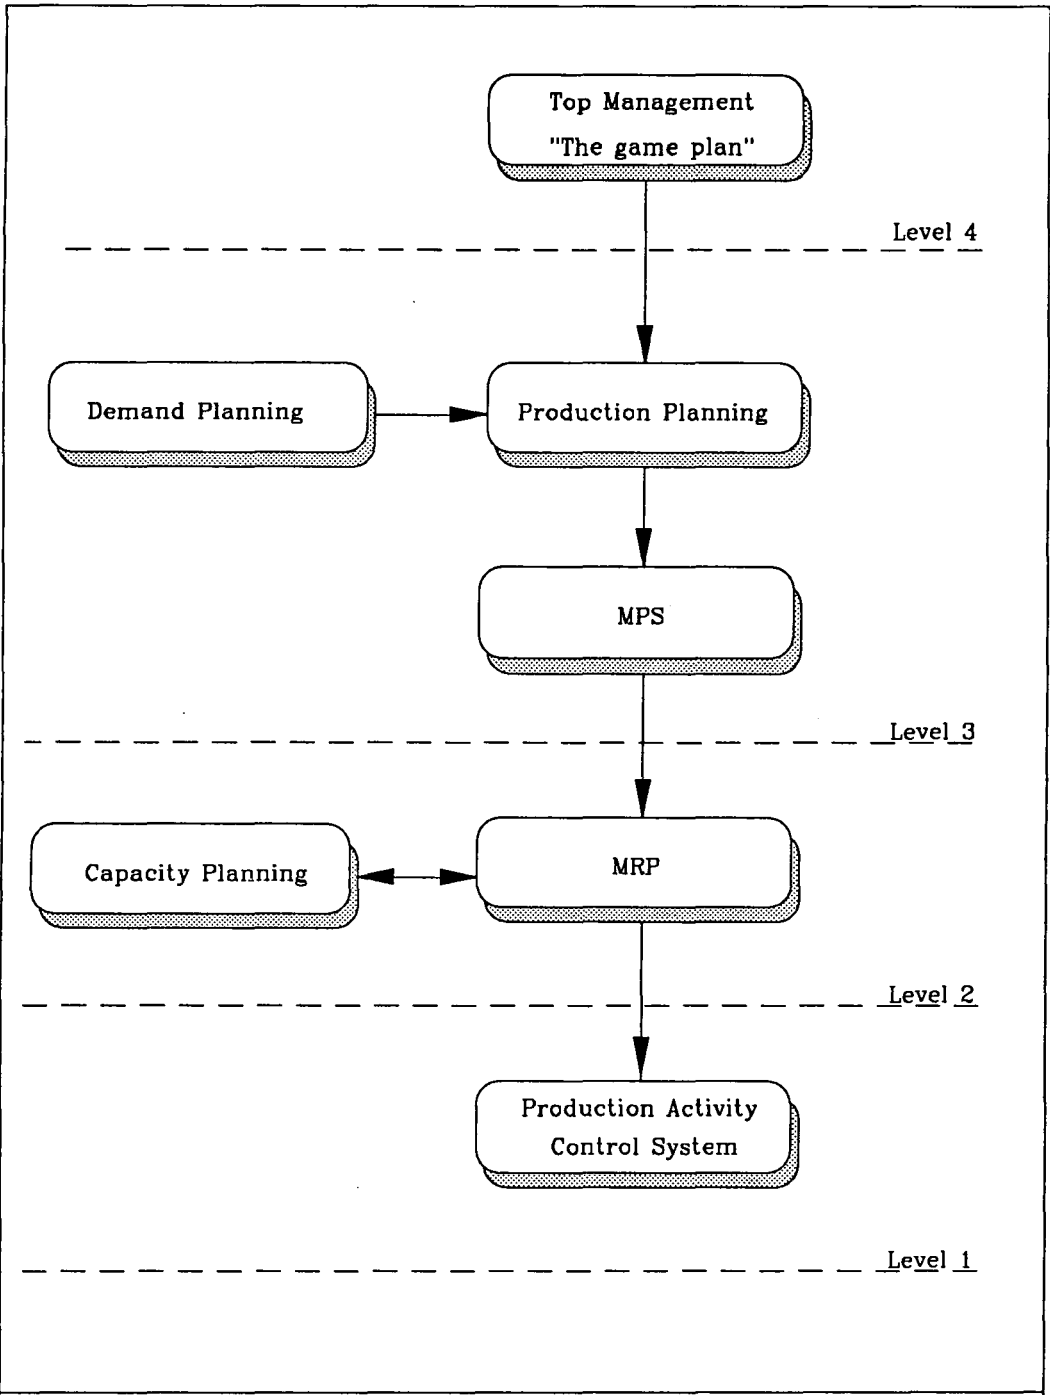 Top Management
"The game plan"
Level 4
Demand Planning
Production Planning
MPS
Level 3
Capacity Planning
MRP
Level 2
Production Activity
Control System
Level 1